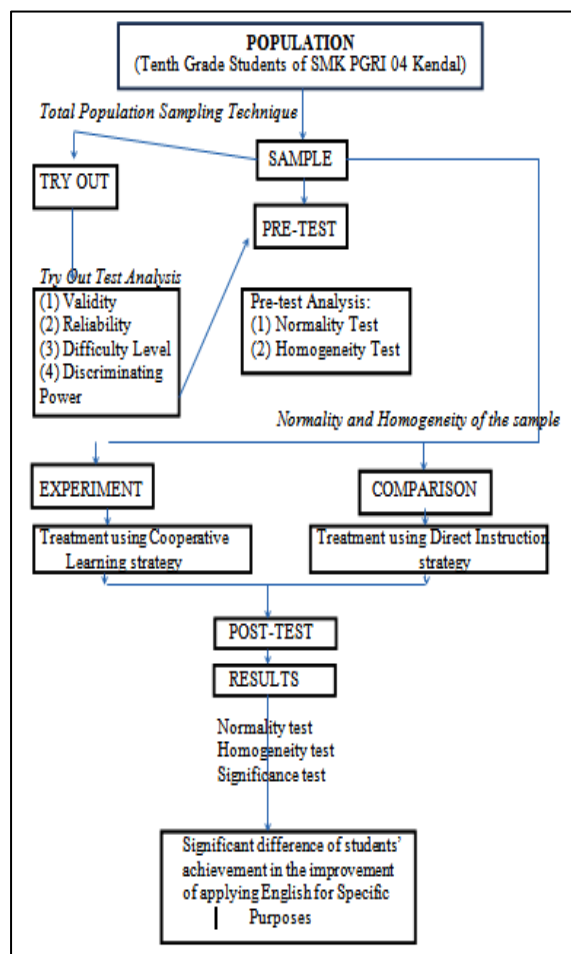 POPULATION
(Tenth Grade Students of SMK PGRI 04 Kendal)
Total Population Sampling Technique
SAMPLE
TRY OUT
PRE-TEST
Try Out Test Analysis
(1) Validity
(2) Reliability
(3) Difficulty Level
(4) Discriminating
Power
Pre-test Analysis:
(1) Normality Test
(2) Homogeneity Test
Normality and Homogeneity of the sample
EXPERIMENT
COMPARISON
Treatment using Cooperative
Learning strategy
Treatment using Direct Instruction
strategy
POST-TEST
RESULTS
Normality test
Homogeneity test
Significance test
Significant difference of students’
achievement in the improvement
of applying English for Specific
Purposes